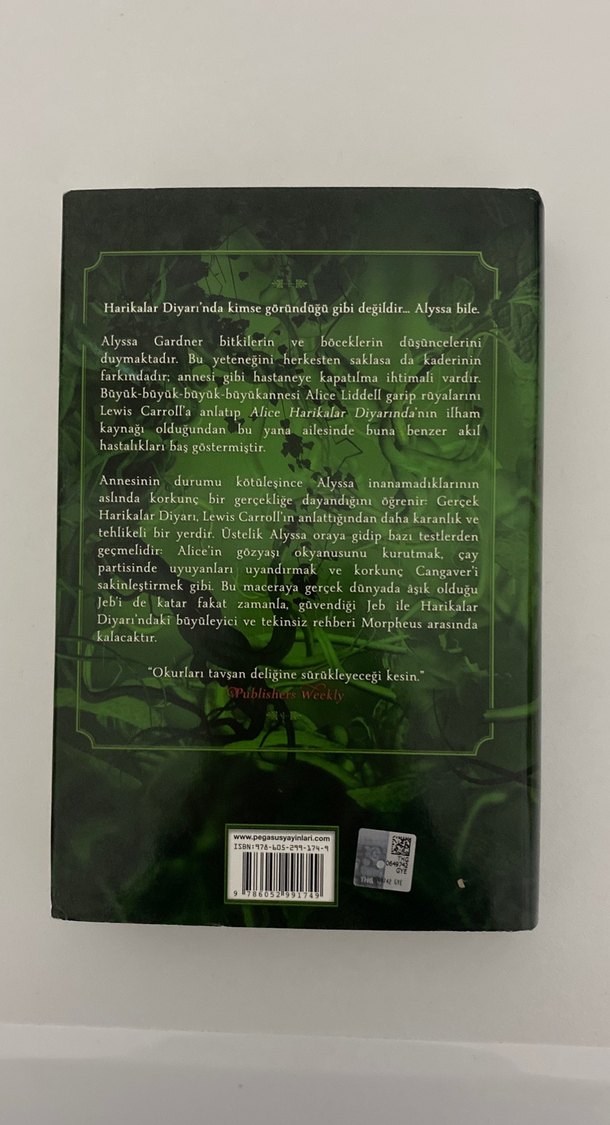 Harikalar Diyarı'nda kimse göründüğü gibi değildir... Alyssa bile.
Alyssa Gardner bitkilerin ve böceklerin düşüncelerini
duymaktadır. Bu yeteneğini herkesten saklasa da kaderinin
farkındadır; annesi gibi hastaneye kapatılma ihtimali vardır.
Büyük-büyük-büyük-büyükannesi Alice Liddell garip rüyalarını
Lewis Carroll'a anlatıp Alice Harikalar Diyarında'nın ilham
kaynağı olduğundan bu yana ailesinde buna benzer akıl
hastalıkları baş göstermiştir.
Annesinin durumu kötüleşince Alyssa inanamadıklarının
aslında korkunç bir gerçekliğe dayandığını öğrenir: Gerçek
Harikalar Diyarı, Lewis Carroll'ın anlattığından daha karanlık ve
tehlikeli bir yerdir. Üstelik Alyssa oraya gidip bazı testlerden
geçmelidir: Alice'in gözyaşı okyanusunu kurutmak, çay
partisinde uyuyanları uyandırmak ve korkunç Cangaver'i
sakinleştirmek gibi. Bu maceraya gerçek dünyada âşık olduğu
Jeb'i de katar fakat zamanla, güvendiği Jeb ile Harikalar
Diyarı'ndaki büyüleyici ve tekinsiz rehberi Morpheus arasında
kalacaktır.
"Okurları tavşan deliğine sürükleyeceği kesin."
Publishers Weekly
www.pegasusyayinlari.com
ISBN:978-605-299-174-9
9 786052 991749
THG
0649742
QYE